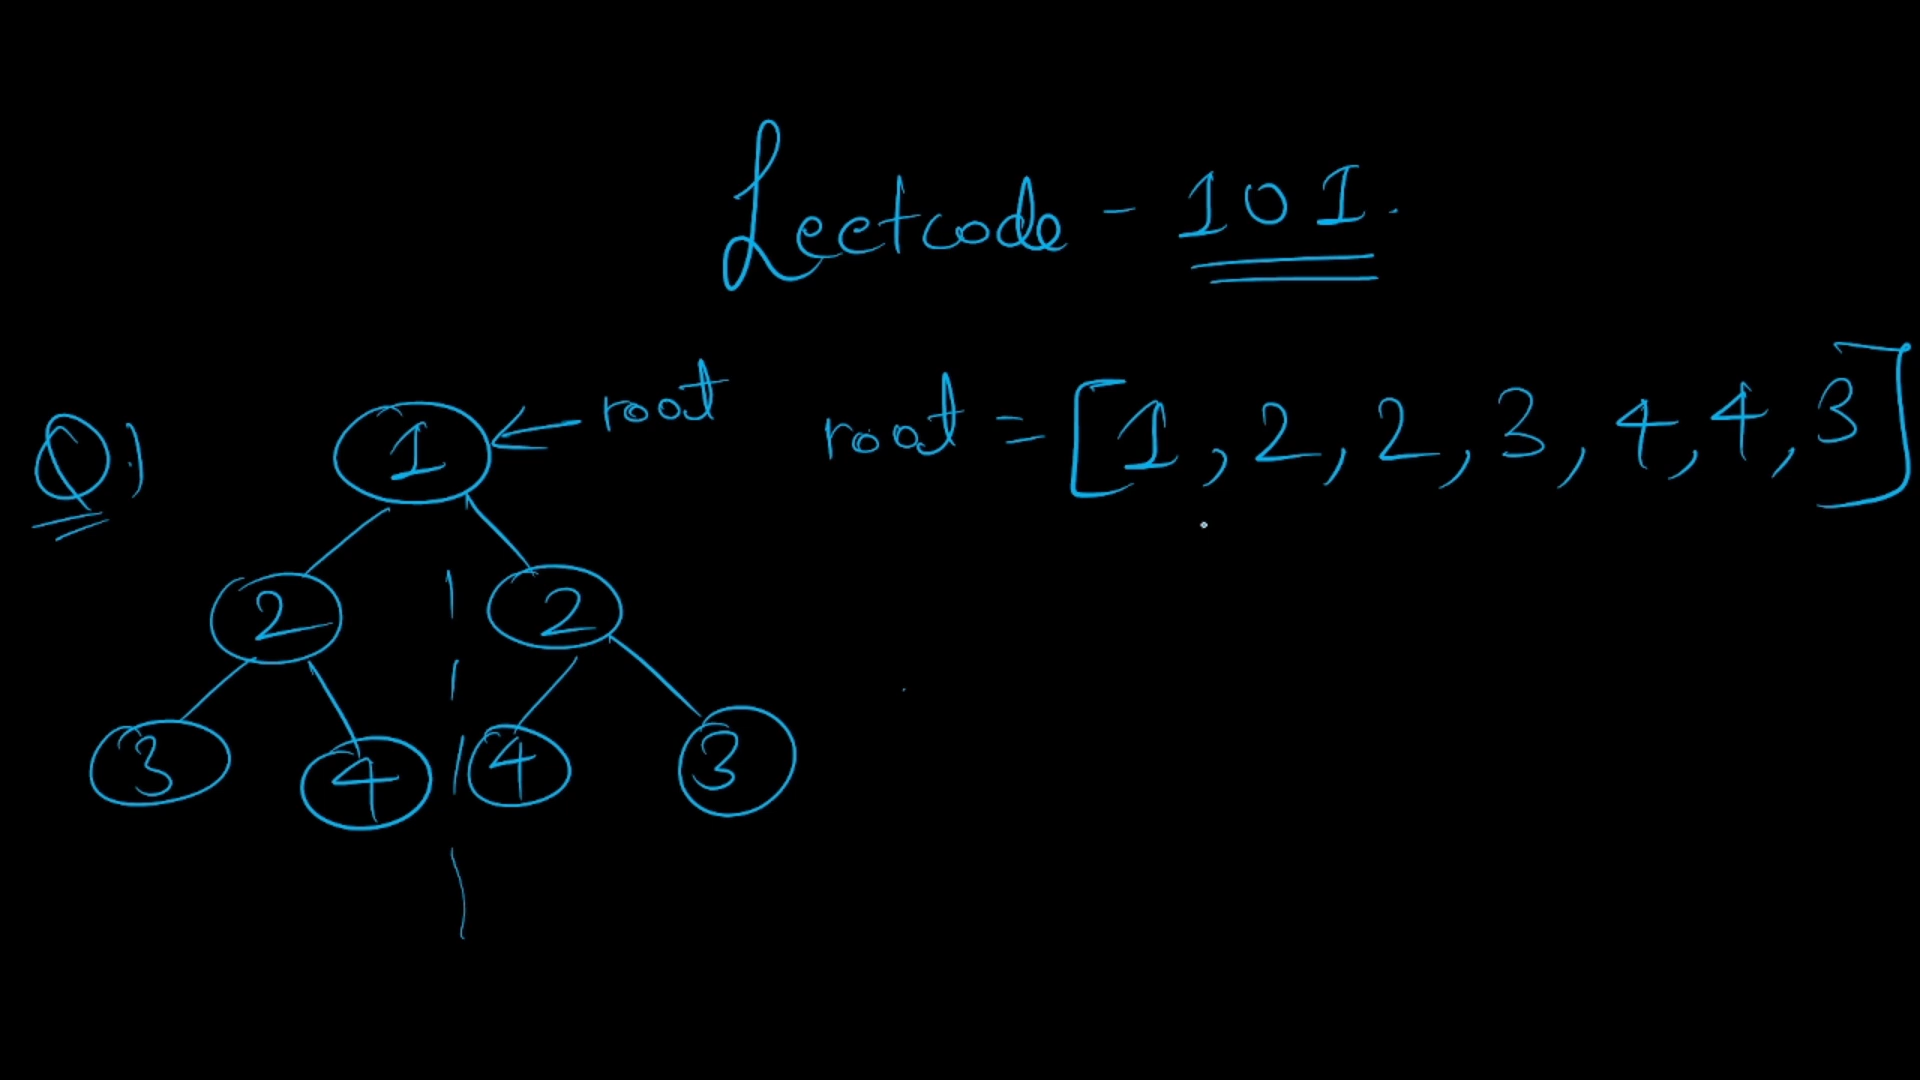 Leetcode - 101.
Q)
1 ← root
root = [1, 2, 2, 3, 4, 4, 3]
2 2
3 4 4 3